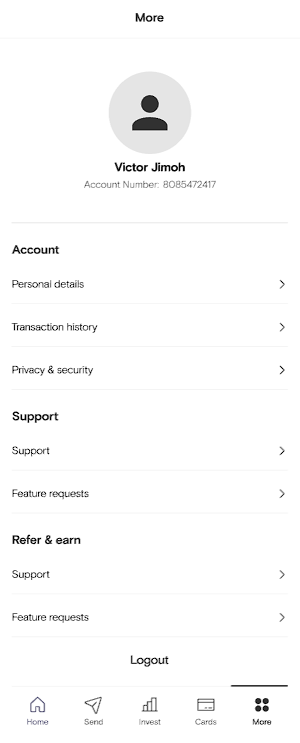 More
Victor Jimoh
Account Number: 8085472417
Account
Personal details
Transaction history
Privacy & security
Support
Support
Feature requests
Refer & earn
Support
Feature requests
Logout
Home
Send
Invest
Cards
More